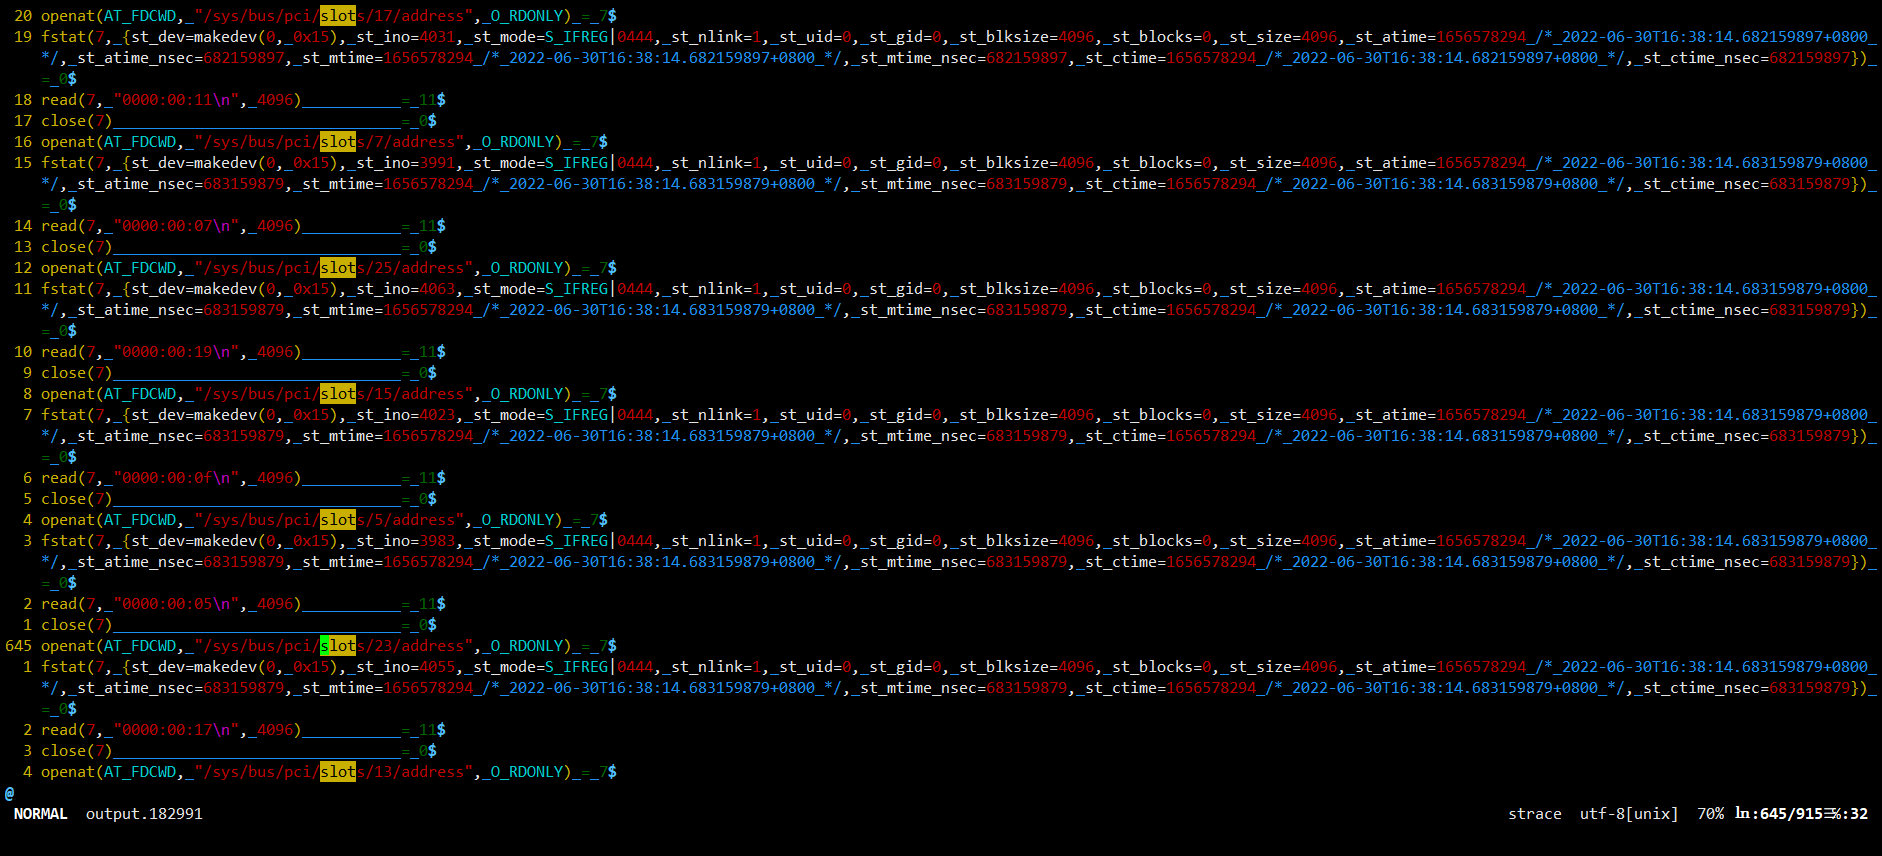 20 openat(AT_FDCWD,_"/sys/bus/pci/slots/17/address",_O_RDONLY)_=_7$
19 fstat(7,_{st_dev=makedev(0,_0x15),_st_ino=4031,_st_mode=S_IFREG|0444,_st_nlink=1,_st_uid=0,_st_gid=0,_st_blksize=4096,_st_blocks=0,_st_size=4096,_st_atime=1656578294_/*_2022-06-30T16:38:14.682159897+0800_
*/,_st_atime_nsec=682159897,_st_mtime=1656578294_/*_2022-06-30T16:38:14.682159897+0800_*/,_st_mtime_nsec=682159897,_st_ctime=1656578294_/*_2022-06-30T16:38:14.682159897+0800_*/,_st_ctime_nsec=682159897})_
=_0$
18 read(7,_"0000:00:11\n",_4096)___________=_11$
17 close(7)________________________________=_0$
16 openat(AT_FDCWD,_"/sys/bus/pci/slots/7/address",_O_RDONLY)_=_7$
15 fstat(7,_{st_dev=makedev(0,_0x15),_st_ino=3991,_st_mode=S_IFREG|0444,_st_nlink=1,_st_uid=0,_st_gid=0,_st_blksize=4096,_st_blocks=0,_st_size=4096,_st_atime=1656578294_/*_2022-06-30T16:38:14.683159879+0800_
*/,_st_atime_nsec=683159879,_st_mtime=1656578294_/*_2022-06-30T16:38:14.683159879+0800_*/,_st_mtime_nsec=683159879,_st_ctime=1656578294_/*_2022-06-30T16:38:14.683159879+0800_*/,_st_ctime_nsec=683159879})_
=_0$
14 read(7,_"0000:00:07\n",_4096)___________=_11$
13 close(7)________________________________=_0$
12 openat(AT_FDCWD,_"/sys/bus/pci/slots/25/address",_O_RDONLY)_=_7$
11 fstat(7,_{st_dev=makedev(0,_0x15),_st_ino=4063,_st_mode=S_IFREG|0444,_st_nlink=1,_st_uid=0,_st_gid=0,_st_blksize=4096,_st_blocks=0,_st_size=4096,_st_atime=1656578294_/*_2022-06-30T16:38:14.683159879+0800_
*/,_st_atime_nsec=683159879,_st_mtime=1656578294_/*_2022-06-30T16:38:14.683159879+0800_*/,_st_mtime_nsec=683159879,_st_ctime=1656578294_/*_2022-06-30T16:38:14.683159879+0800_*/,_st_ctime_nsec=683159879})_
=_0$
10 read(7,_"0000:00:19\n",_4096)___________=_11$
9 close(7)________________________________=_0$
8 openat(AT_FDCWD,_"/sys/bus/pci/slots/15/address",_O_RDONLY)_=_7$
7 fstat(7,_{st_dev=makedev(0,_0x15),_st_ino=4023,_st_mode=S_IFREG|0444,_st_nlink=1,_st_uid=0,_st_gid=0,_st_blksize=4096,_st_blocks=0,_st_size=4096,_st_atime=1656578294_/*_2022-06-30T16:38:14.683159879+0800_
*/,_st_atime_nsec=683159879,_st_mtime=1656578294_/*_2022-06-30T16:38:14.683159879+0800_*/,_st_mtime_nsec=683159879,_st_ctime=1656578294_/*_2022-06-30T16:38:14.683159879+0800_*/,_st_ctime_nsec=683159879})_
=_0$
6 read(7,_"0000:00:0f\n",_4096)___________=_11$
5 close(7)________________________________=_0$
4 openat(AT_FDCWD,_"/sys/bus/pci/slots/5/address",_O_RDONLY)_=_7$
3 fstat(7,_{st_dev=makedev(0,_0x15),_st_ino=3983,_st_mode=S_IFREG|0444,_st_nlink=1,_st_uid=0,_st_gid=0,_st_blksize=4096,_st_blocks=0,_st_size=4096,_st_atime=1656578294_/*_2022-06-30T16:38:14.683159879+0800_
*/,_st_atime_nsec=683159879,_st_mtime=1656578294_/*_2022-06-30T16:38:14.683159879+0800_*/,_st_mtime_nsec=683159879,_st_ctime=1656578294_/*_2022-06-30T16:38:14.683159879+0800_*/,_st_ctime_nsec=683159879})_
=_0$
2 read(7,_"0000:00:05\n",_4096)___________=_11$
1 close(7)________________________________=_0$
645 openat(AT_FDCWD,_"/sys/bus/pci/slots/23/address",_O_RDONLY)_=_7$
1 fstat(7,_{st_dev=makedev(0,_0x15),_st_ino=4055,_st_mode=S_IFREG|0444,_st_nlink=1,_st_uid=0,_st_gid=0,_st_blksize=4096,_st_blocks=0,_st_size=4096,_st_atime=1656578294_/*_2022-06-30T16:38:14.683159879+0800_
*/,_st_atime_nsec=683159879,_st_mtime=1656578294_/*_2022-06-30T16:38:14.683159879+0800_*/,_st_mtime_nsec=683159879,_st_ctime=1656578294_/*_2022-06-30T16:38:14.683159879+0800_*/,_st_ctime_nsec=683159879})_
=_0$
2 read(7,_"0000:00:17\n",_4096)___________=_11$
3 close(7)________________________________=_0$
4 openat(AT_FDCWD,_"/sys/bus/pci/slots/13/address",_O_RDONLY)_=_7$
@
NORMAL output.182991 strace utf-8[unix] 70% ln:645/915☰℅:32